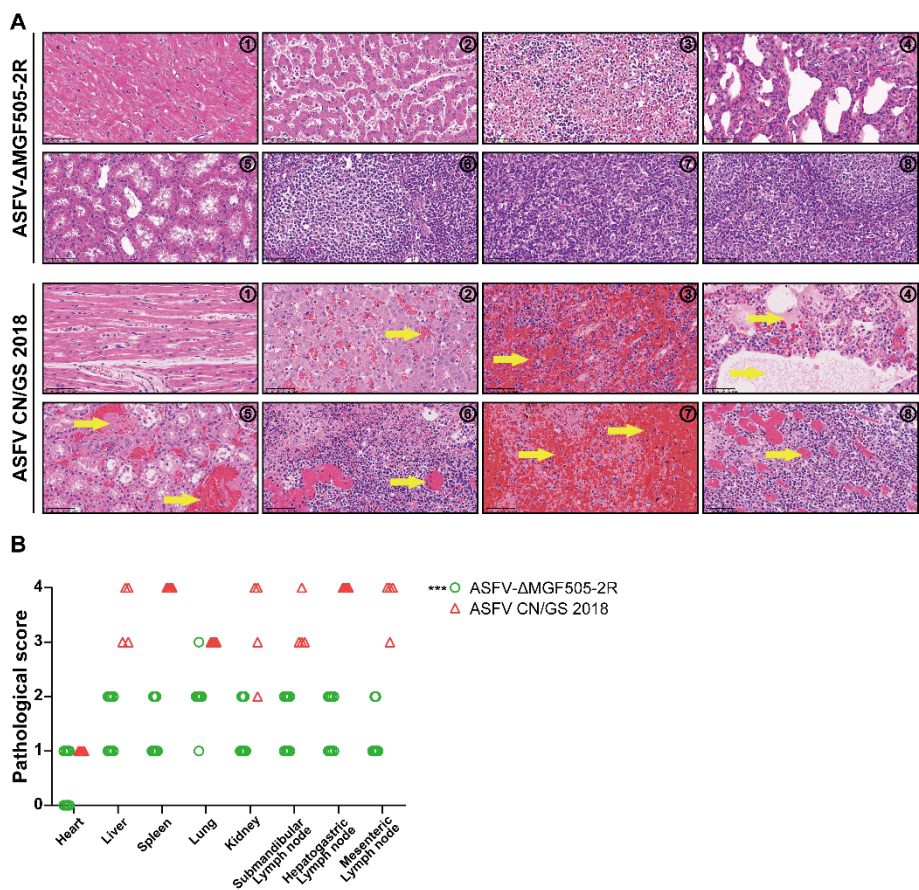 A
ASFV-ΔMGF505-2R
① ② ③ ④
⑤ ⑥ ⑦ ⑧
ASFV CN/GS 2018
① ② ③ ④
⑤ ⑥ ⑦ ⑧
B
Pathological score
4
3
2
1
0
Heart
Liver
Spleen
Lung
Kidney
Submandibular
Lymph node
Hepatogastric
Lymph node
Mesenteric
Lymph node
*** ASFV-ΔMGF505-2R
ASFV CN/GS 2018